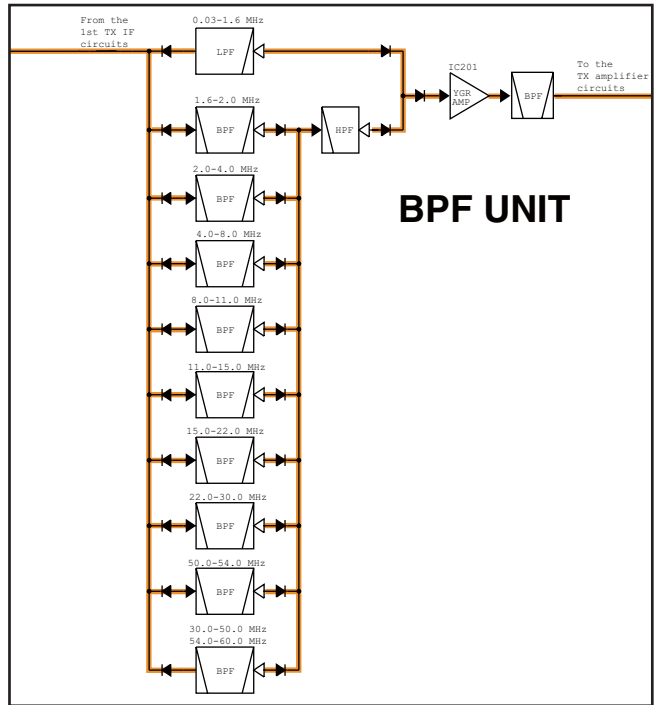 From the
1st TX IF
circuits
0.03-1.6 MHz
LPF
IC201
YGR
AMP
BPF
To the
TX amplifier
circuits
1.6-2.0 MHz
BPF
HPF
2.0-4.0 MHz
BPF
BPF UNIT
4.0-8.0 MHz
BPF
8.0-11.0 MHz
BPF
11.0-15.0 MHz
BPF
15.0-22.0 MHz
BPF
22.0-30.0 MHz
BPF
50.0-54.0 MHz
BPF
30.0-50.0 MHz
54.0-60.0 MHz
BPF